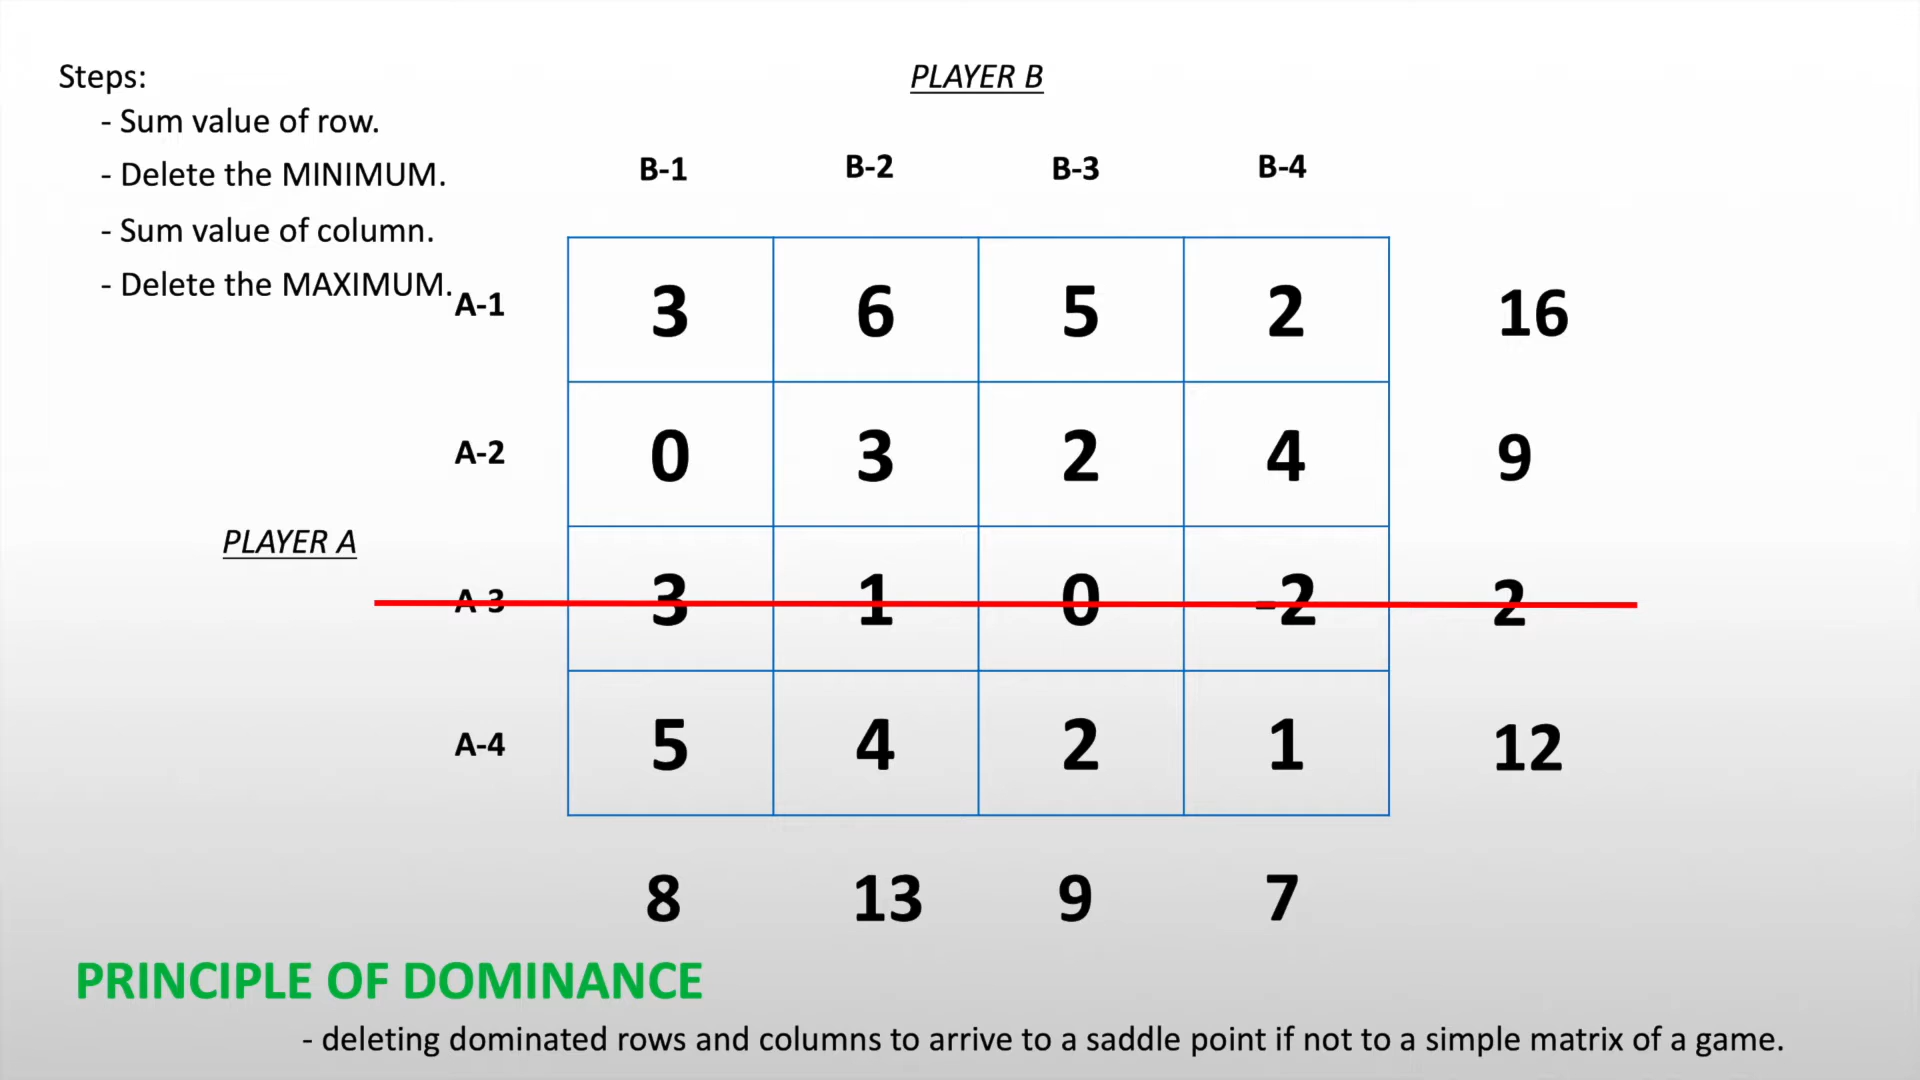 Steps:
- Sum value of row.
- Delete the MINIMUM.
- Sum value of column.
- Delete the MAXIMUM.
PLAYER B
B-1 B-2 B-3 B-4
PLAYER A
A-1 3 6 5 2 16
A-2 0 3 2 4 9
A-3 3 1 0 -2 2
A-4 5 4 2 1 12
8 13 9 7
PRINCIPLE OF DOMINANCE
- deleting dominated rows and columns to arrive to a saddle point if not to a simple matrix of a game.